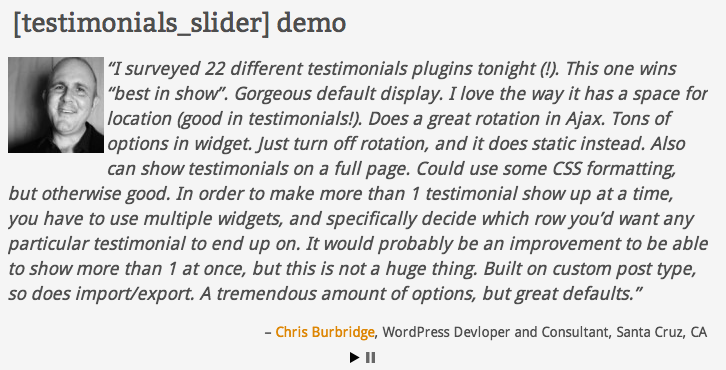 [testimonials_slider] demo
“I surveyed 22 different testimonials plugins tonight (!). This one wins
“best in show”. Gorgeous default display. I love the way it has a space for
location (good in testimonials!). Does a great rotation in Ajax. Tons of
options in widget. Just turn off rotation, and it does static instead. Also
can show testimonials on a full page. Could use some CSS formatting,
but otherwise good. In order to make more than 1 testimonial show up at a time,
you have to use multiple widgets, and specifically decide which row you’d want any
particular testimonial to end up on. It would probably be an improvement to be able
to show more than 1 at once, but this is not a huge thing. Built on custom post type,
so does import/export. A tremendous amount of options, but great defaults.”
– Chris Burbridge, WordPress Devloper and Consultant, Santa Cruz, CA